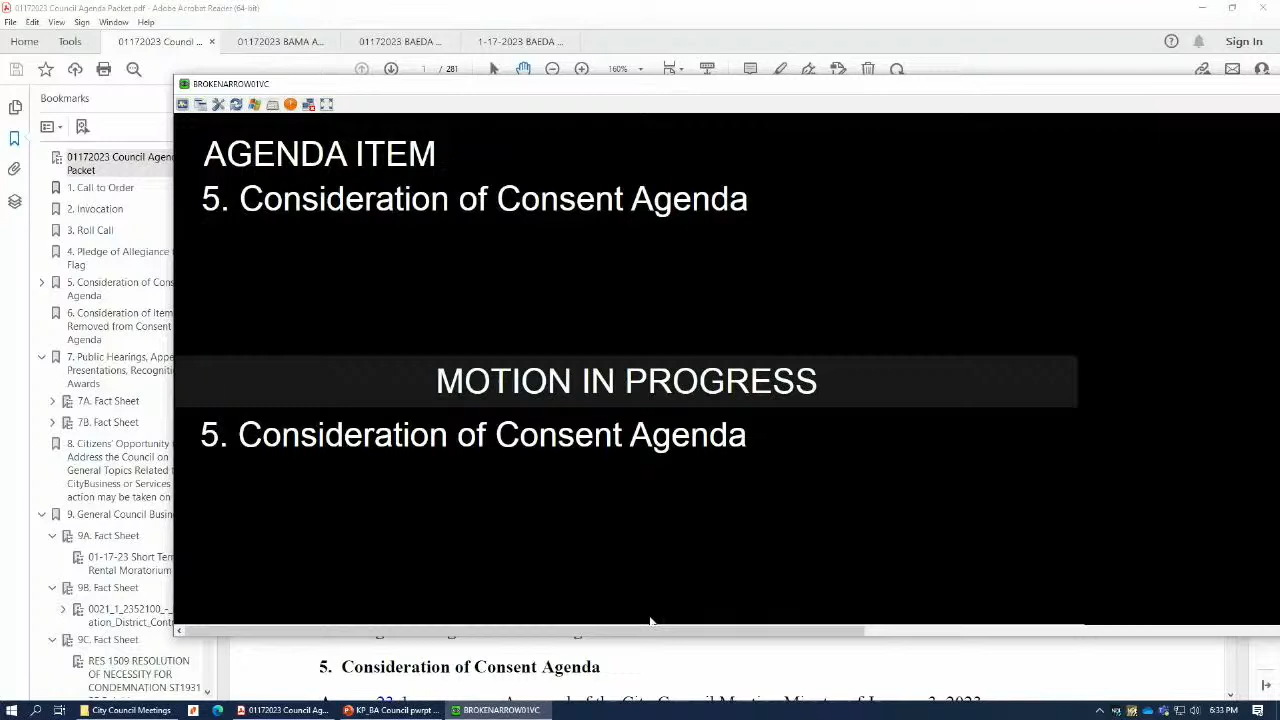 01172023 Council Agenda Packet.pdf - Adobe Acrobat Reader (64-bit)
File Edit View Sign Window Help
Home Tools 01172023 Council ... × 01172023 BAMA A... 01172023 BAEDA ... 1-17-2023 BAEDA ... Sign In
1 / 281 160%
Bookmarks
BROKENARROW01VC
AGENDA ITEM
5. Consideration of Consent Agenda
MOTION IN PROGRESS
5. Consideration of Consent Agenda
01172023 Council Agend
Packet
1. Call to Order
2. Invocation
3. Roll Call
4. Pledge of Allegiance
Flag
5. Consideration of Cons
Agenda
6. Consideration of Item
Removed from Consent
Agenda
7. Public Hearings, Appe
Presentations, Recogniti
Awards
7A. Fact Sheet
7B. Fact Sheet
8. Citizens' Opportunity
Address the Council on
General Topics Related
CityBusiness or Services
action may be taken on
9. General Council Busin
9A. Fact Sheet
01-17-23 Short Ter
Rental Moratorium
9B. Fact Sheet
0021_1_2352100_-_
ation_District_Contr
9C. Fact Sheet
RES 1509 RESOLUTION
OF NECESSITY FOR
CONDEMNATION ST1931
5. Consideration of Consent Agenda
City Council Meetings 01172023 Council Ag... KP_BA Council pwrpt ... BROKENARROW01VC 6:33 PM